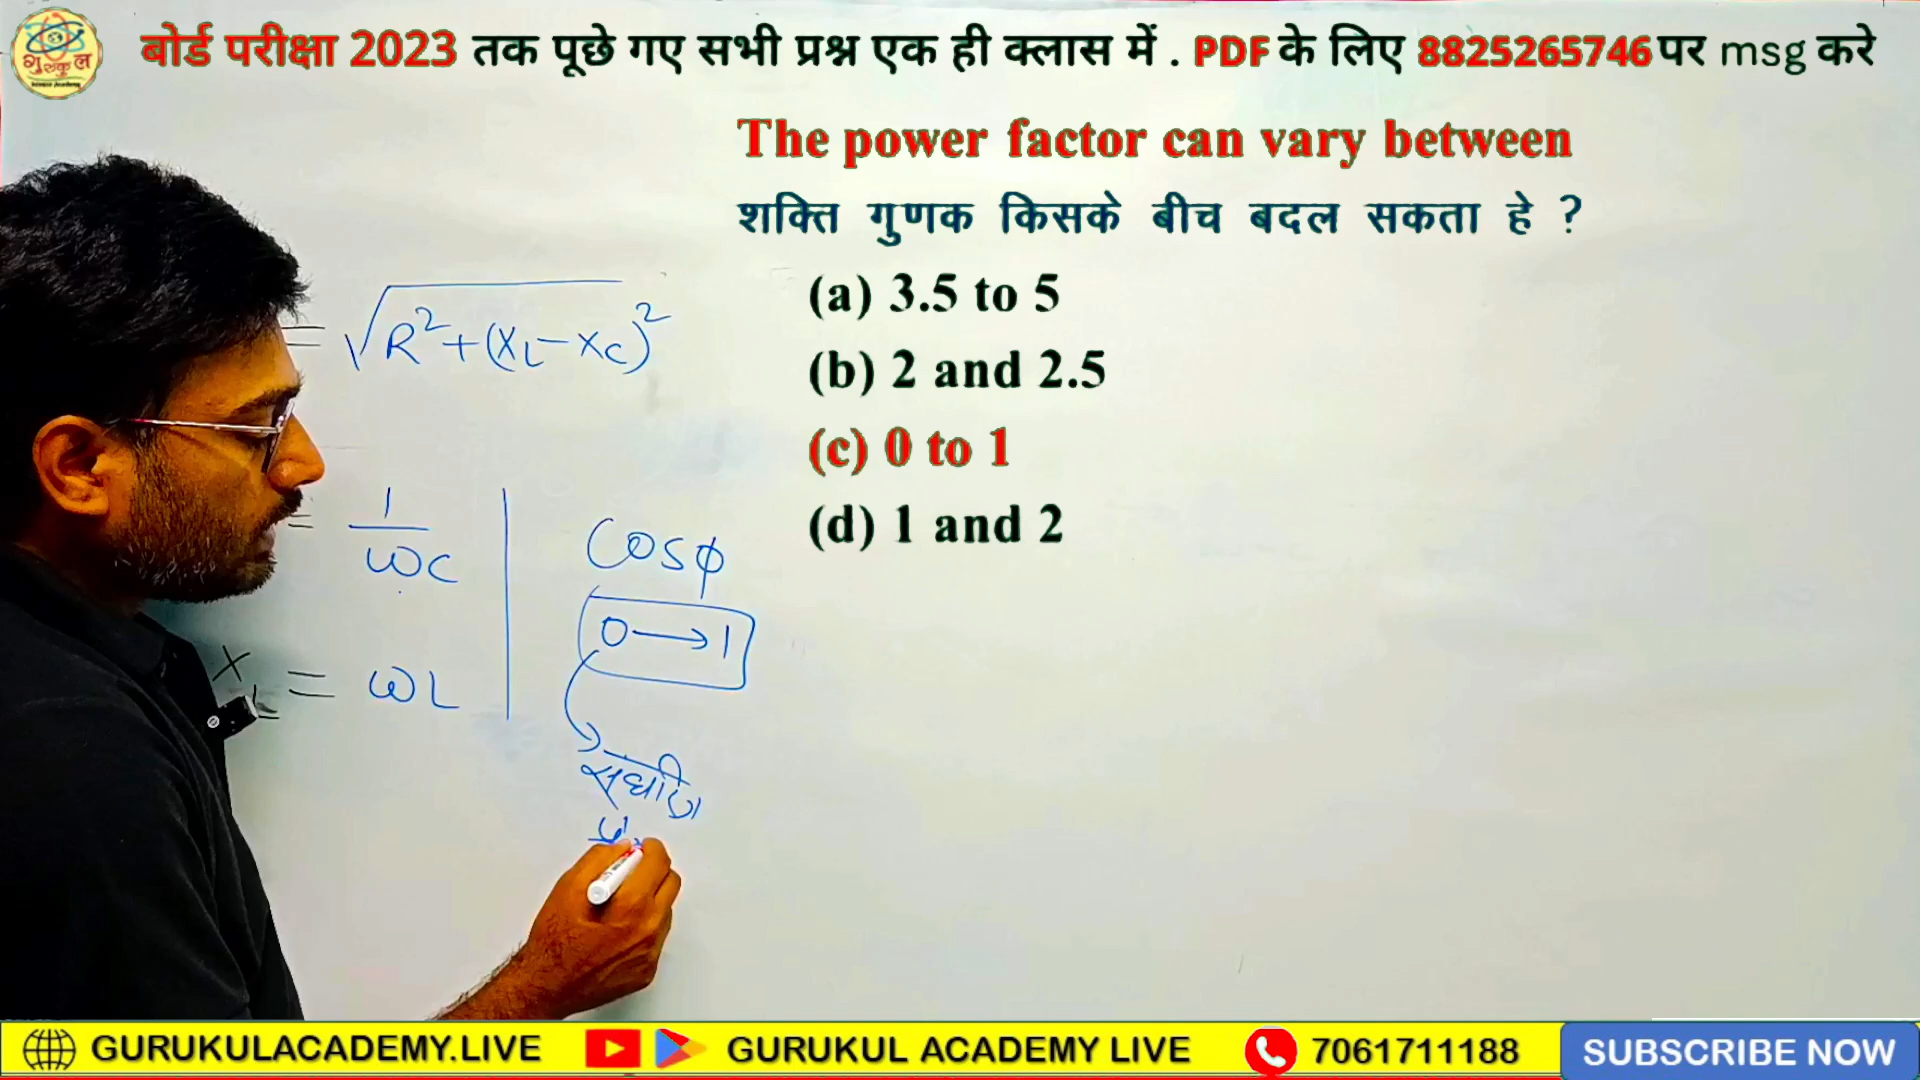 गुरुकुल
Science Academy
बोर्ड परीक्षा 2023 तक पूछे गए सभी प्रश्न एक ही क्लास में . PDF के लिए 8825265746 पर msg करे
The power factor can vary between
शक्ति गुणक किसके बीच बदल सकता हे ?
(a) 3.5 to 5
(b) 2 and 2.5
(c) 0 to 1
(d) 1 and 2
= √R²+(XL-XC)²
= 1/ωC
XL = ωL
Cosφ
0→1
GURUKULACADEMY.LIVE GURUKUL ACADEMY LIVE 7061711188 SUBSCRIBE NOW